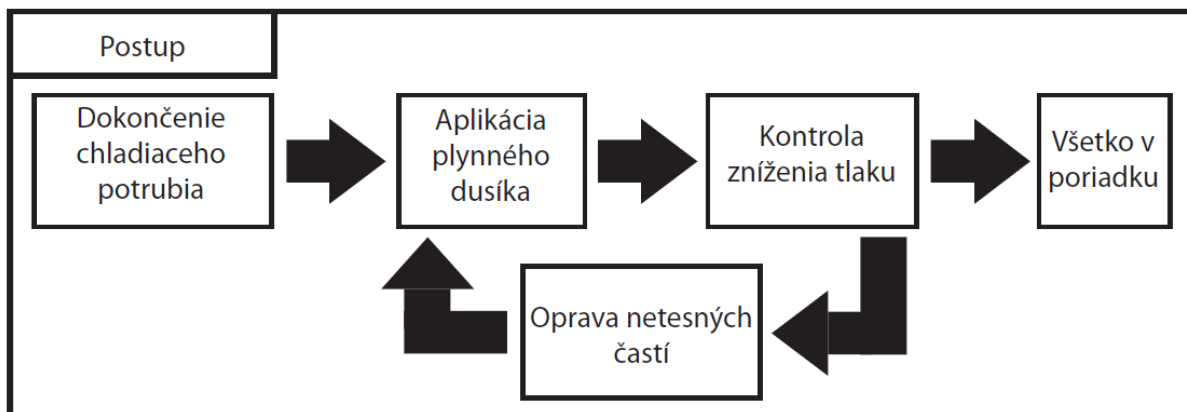 Postup
Dokončenie
chladiaceho
potrubia
Aplikácia
plynného
dusíka
Kontrola
zníženia tlaku
Všetko v
poriadku
Oprava netesných
častí